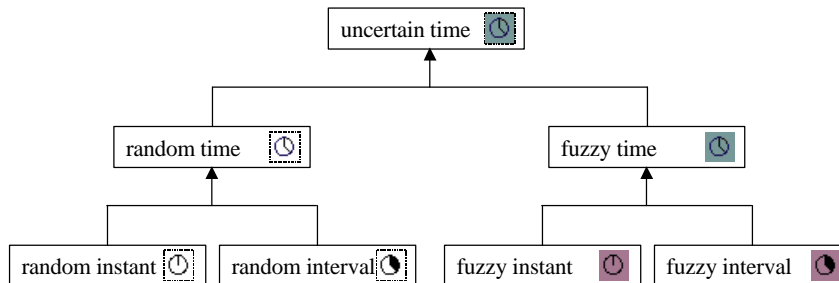 uncertain time
random time
fuzzy time
random instant
random interval
fuzzy instant
fuzzy interval